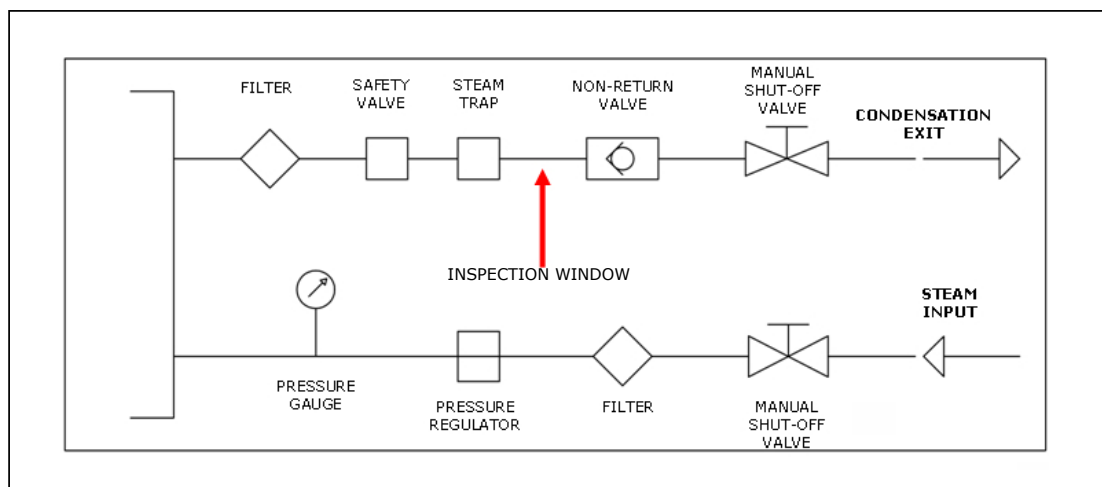 FILTER
SAFETY
VALVE
STEAM
TRAP
NON-RETURN
VALVE
MANUAL
SHUT-OFF
VALVE
CONDENSATION
EXIT
INSPECTION WINDOW
STEAM
INPUT
PRESSURE
GAUGE
PRESSURE
REGULATOR
FILTER
MANUAL
SHUT-OFF
VALVE